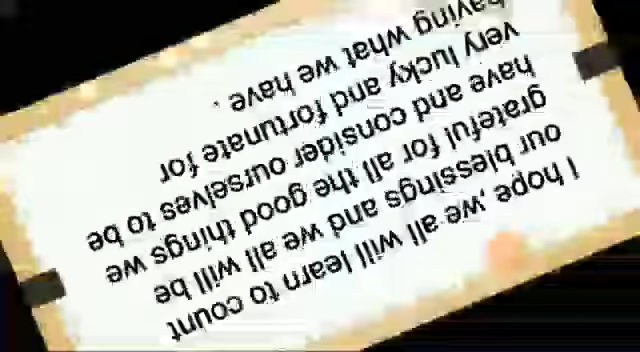 I hope, we all will learn to count
our blessings and we all will be
grateful for all the good things we
have and consider ourselves to be
very lucky and fortunate for
having what we have .